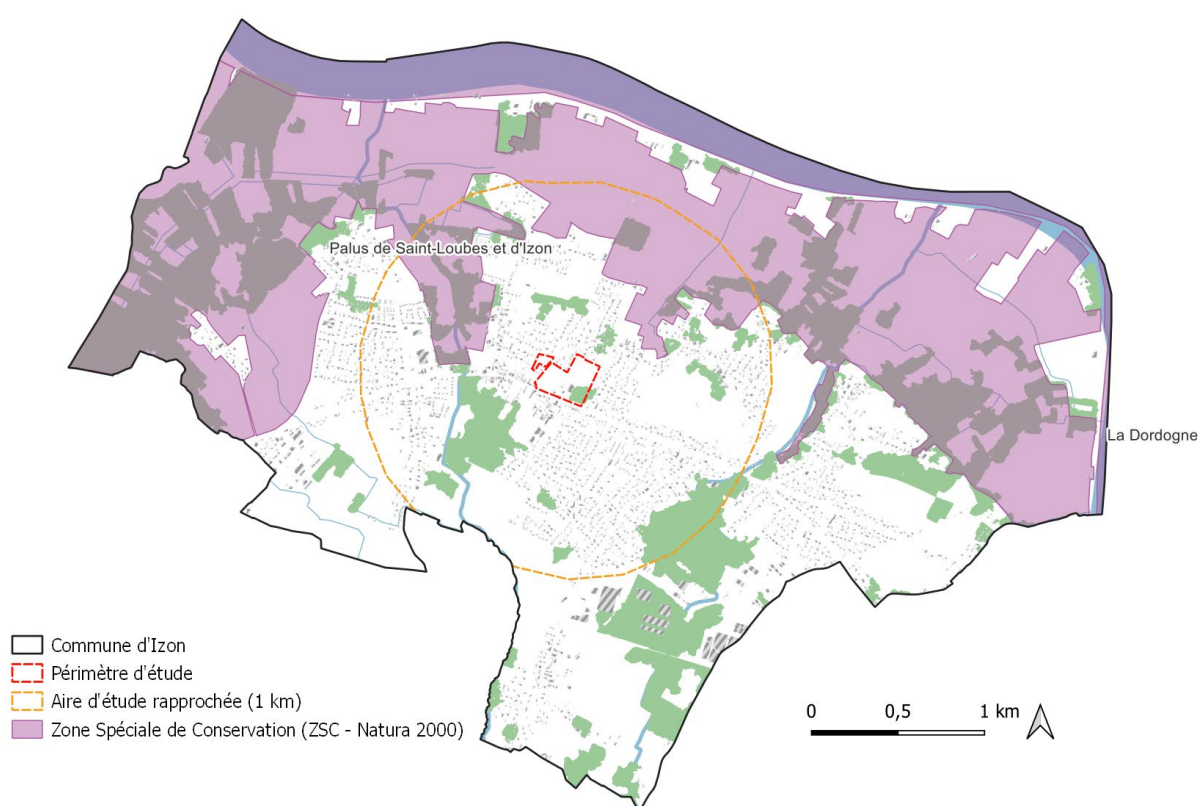 Palus de Saint-Loubes et d'Izon
La Dordogne
Commune d'Izon
Périmètre d'étude
Aire d'étude rapprochée (1 km)
Zone Spéciale de Conservation (ZSC - Natura 2000)
0 0,5 1 km